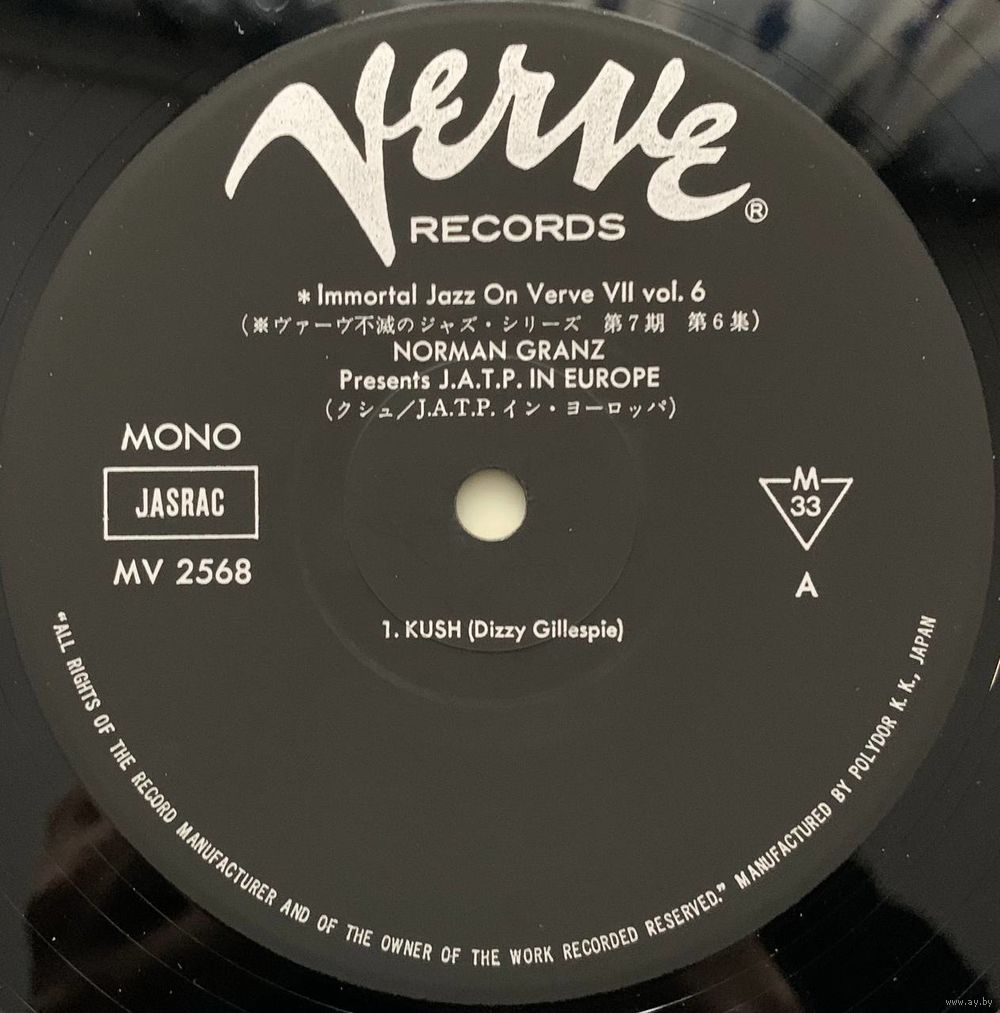 Verve®
RECORDS
* Immortal Jazz On Verve VII vol. 6
(※ヴァーヴ不滅のジャズ・シリーズ 第7期 第6集)
NORMAN GRANZ
Presents J.A.T.P. IN EUROPE
(クシュ/J.A.T.P. イン・ヨーロッパ)
MONO
JASRAC
MV 2568
M
33
A
1. KUSH (Dizzy Gillespie)
"ALL RIGHTS OF THE RECORD MANUFACTURER AND OF THE OWNER OF THE WORK RECORDED RESERVED." MANUFACTURED BY POLYDOR K. K., JAPAN
www.ay.by